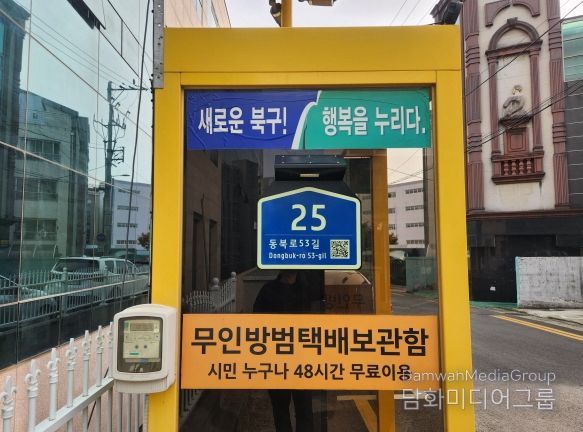 새로운 북구! 행복을 누리다.
25
동북로53길
Dongbuk-ro 53-gil
무인방범택배보관함
시민 누구나 48시간 무료이용
SamwahMediaGroup
담화미디어그룹